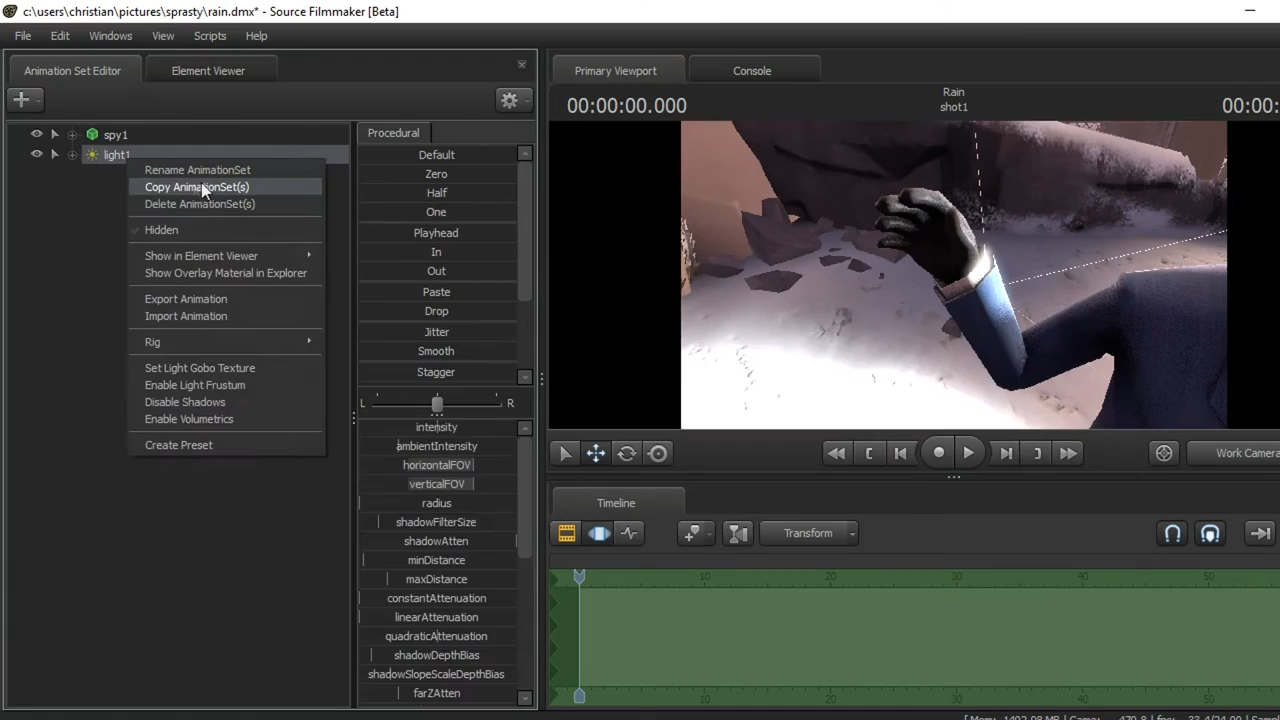 c:\users\christian\pictures\sprasty\rain.dmx* - Source Filmmaker [Beta]
File Edit Windows View Scripts Help
Animation Set Editor Element Viewer
spy1
light1
Rename AnimationSet
Copy AnimationSet(s)
Delete AnimationSet(s)
Hidden
Show in Element Viewer
Show Overlay Material in Explorer
Export Animation
Import Animation
Rig
Set Light Gobo Texture
Enable Light Frustum
Disable Shadows
Enable Volumetrics
Create Preset
Procedural
Default
Zero
Half
One
Playhead
In
Out
Paste
Drop
Jitter
Smooth
Stagger
L R
intensity
ambientIntensity
horizontalFOV
verticalFOV
radius
shadowFilterSize
shadowAtten
minDistance
maxDistance
constantAttenuation
linearAttenuation
quadraticAttenuation
shadowDepthBias
shadowSlopeScaleDepthBias
farZAtten
Primary Viewport Console
00:00:00.000 Rain 00:00:
shot1
Work Camera
Timeline
Transform
10 20 30 40 50